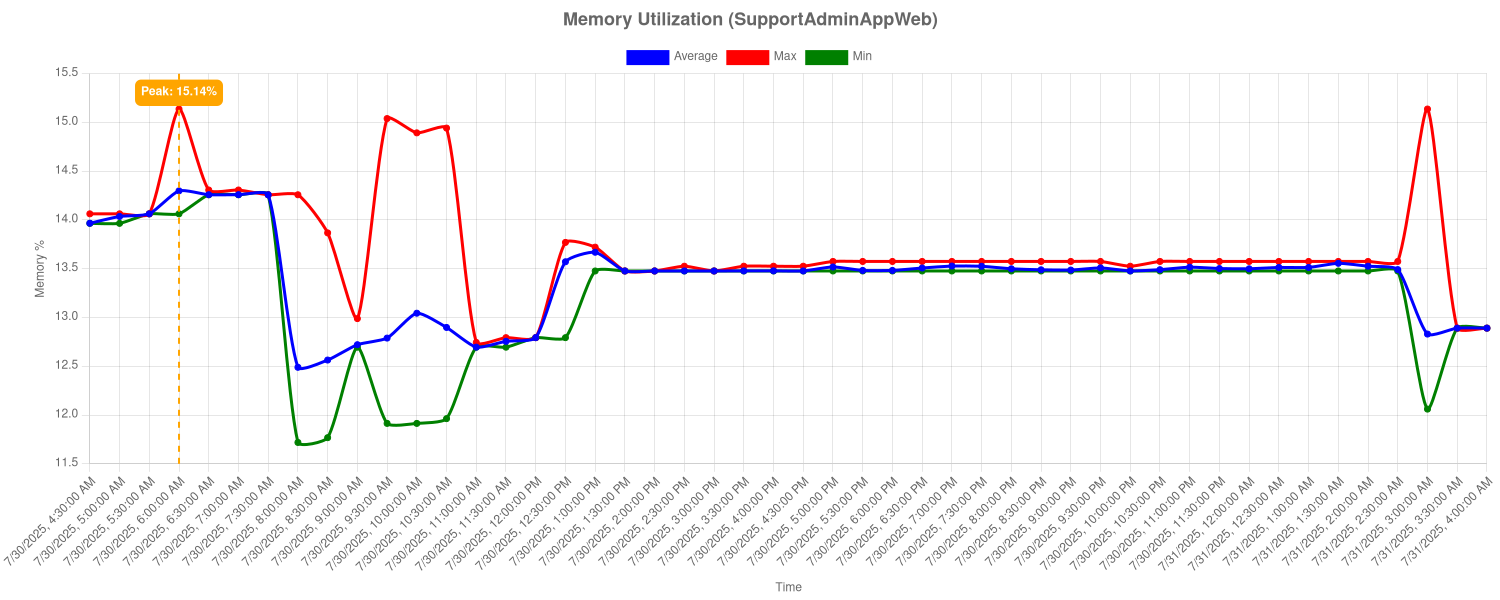 Memory Utilization (SupportAdminAppWeb)
Average Max Min
Peak: 15.14%
15.5
15.0
14.5
14.0
13.5
13.0
12.5
12.0
11.5
Memory %
7/30/2025, 4:30:00 AM
7/30/2025, 5:00:00 AM
7/30/2025, 5:30:00 AM
7/30/2025, 6:00:00 AM
7/30/2025, 6:30:00 AM
7/30/2025, 7:00:00 AM
7/30/2025, 7:30:00 AM
7/30/2025, 8:00:00 AM
7/30/2025, 8:30:00 AM
7/30/2025, 9:00:00 AM
7/30/2025, 9:30:00 AM
7/30/2025, 10:00:00 AM
7/30/2025, 10:30:00 AM
7/30/2025, 11:00:00 AM
7/30/2025, 11:30:00 AM
7/30/2025, 12:00:00 PM
7/30/2025, 12:30:00 PM
7/30/2025, 1:00:00 PM
7/30/2025, 1:30:00 PM
7/30/2025, 2:00:00 PM
7/30/2025, 2:30:00 PM
7/30/2025, 3:00:00 PM
7/30/2025, 3:30:00 PM
7/30/2025, 4:00:00 PM
7/30/2025, 4:30:00 PM
7/30/2025, 5:00:00 PM
7/30/2025, 5:30:00 PM
7/30/2025, 6:00:00 PM
7/30/2025, 6:30:00 PM
7/30/2025, 7:00:00 PM
7/30/2025, 7:30:00 PM
7/30/2025, 8:00:00 PM
7/30/2025, 8:30:00 PM
7/30/2025, 9:00:00 PM
7/30/2025, 9:30:00 PM
7/30/2025, 10:00:00 PM
7/30/2025, 10:30:00 PM
7/30/2025, 11:00:00 PM
7/30/2025, 11:30:00 PM
7/31/2025, 12:00:00 AM
7/31/2025, 12:30:00 AM
7/31/2025, 1:00:00 AM
7/31/2025, 1:30:00 AM
7/31/2025, 2:00:00 AM
7/31/2025, 2:30:00 AM
7/31/2025, 3:00:00 AM
7/31/2025, 3:30:00 AM
7/31/2025, 4:00:00 AM
Time